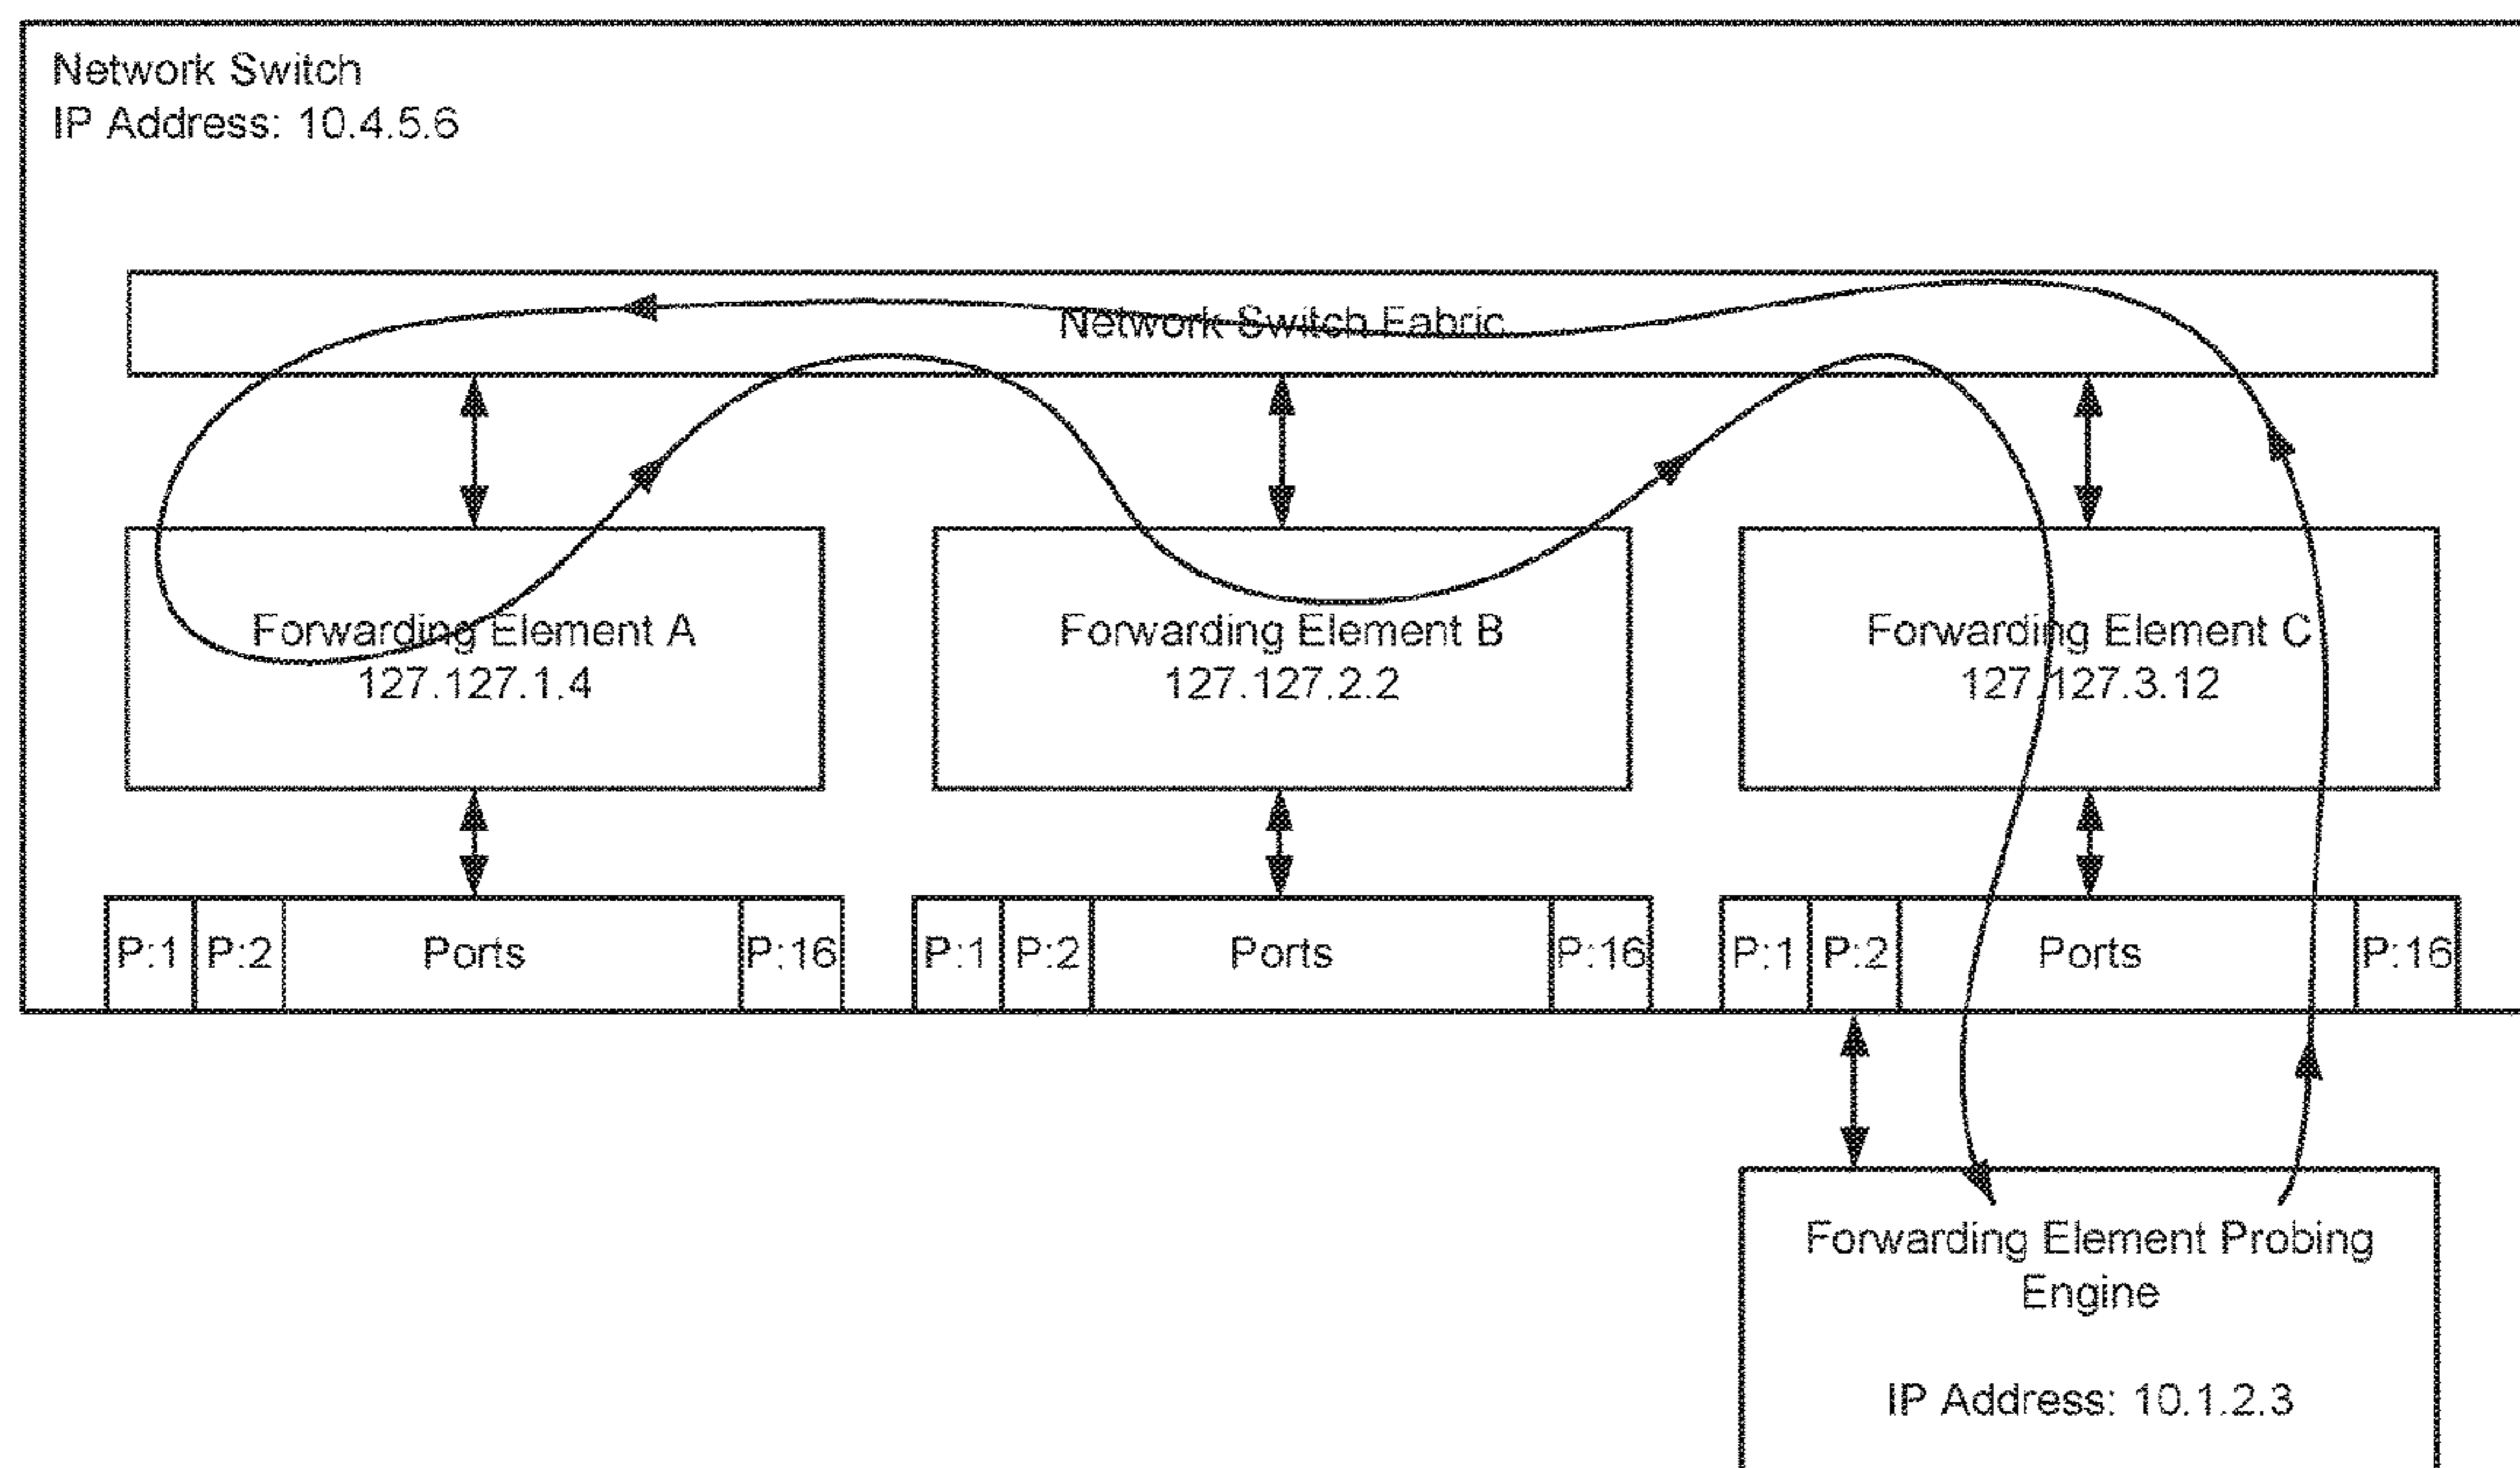 Network Switch
IP Address: 10.4.5.6
Network Switch Fabric
Forwarding Element A
127.127.1.4
Forwarding Element B
127.127.2.2
Forwarding Element C
127.127.3.12
P:1 P:2 Ports P:16
P:1 P:2 Ports P:16
P:1 P:2 Ports P:16
Forwarding Element Probing
Engine
IP Address: 10.1.2.3